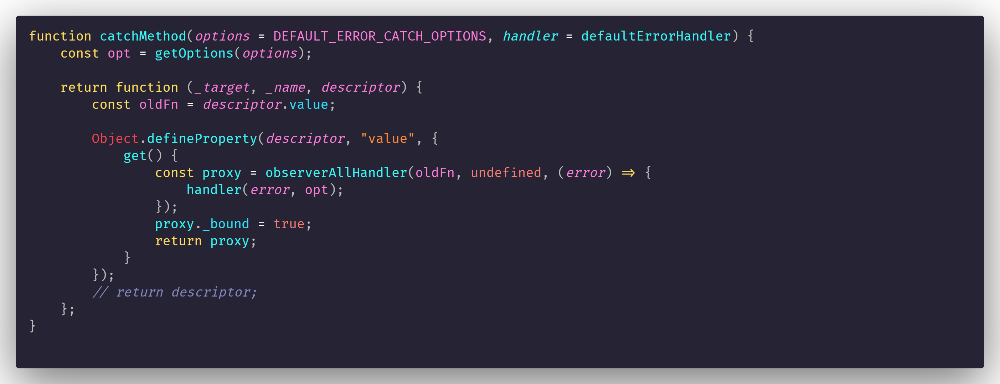 function catchMethod(options = DEFAULT_ERROR_CATCH_OPTIONS, handler = defaultErrorHandler) {
    const opt = getOptions(options);

    return function (_target, _name, descriptor) {
        const oldFn = descriptor.value;

        Object.defineProperty(descriptor, "value", {
            get() {
                const proxy = observerAllHandler(oldFn, undefined, (error) => {
                    handler(error, opt);
                });
                proxy._bound = true;
                return proxy;
            }
        });
        // return descriptor;
    };
}